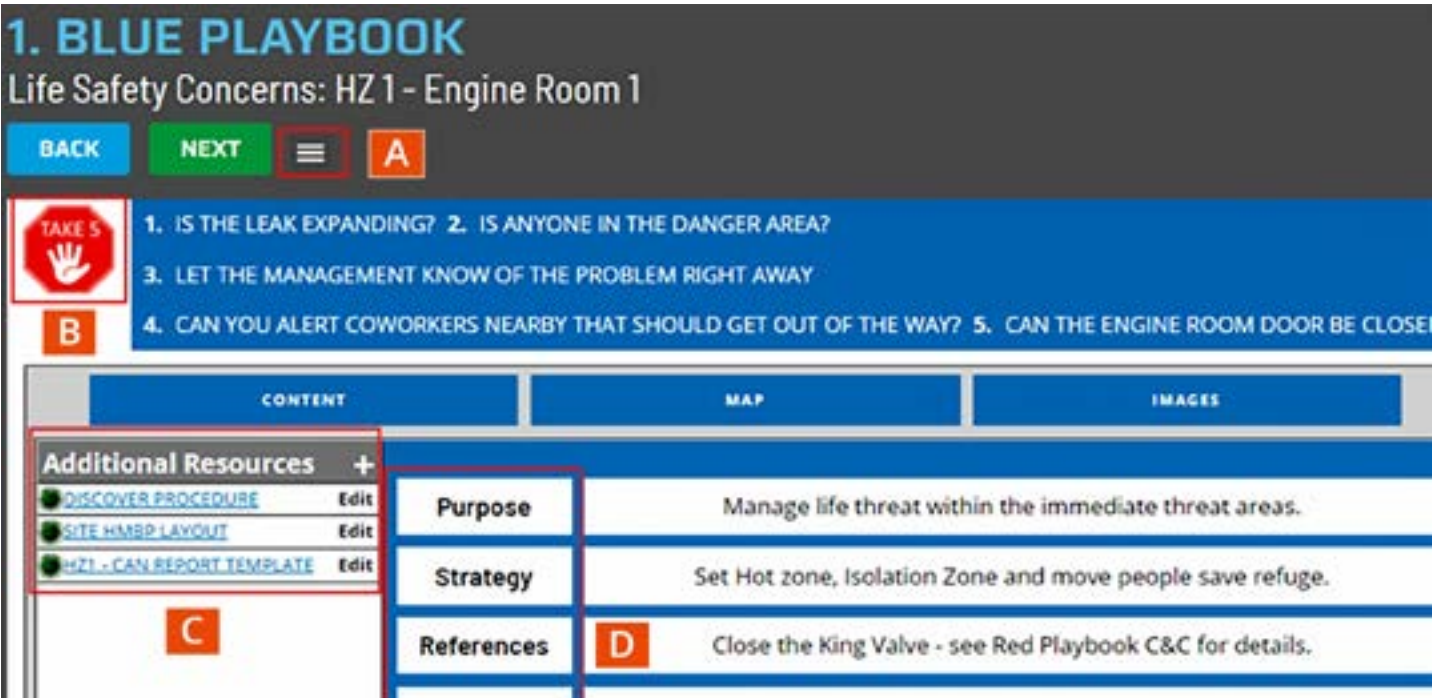 1. BLUE PLAYBOOK
Life Safety Concerns: HZ 1 - Engine Room 1
BACK NEXT A
TAKE 5
1. IS THE LEAK EXPANDING? 2. IS ANYONE IN THE DANGER AREA?
3. LET THE MANAGEMENT KNOW OF THE PROBLEM RIGHT AWAY
4. CAN YOU ALERT COWORKERS NEARBY THAT SHOULD GET OUT OF THE WAY? 5. CAN THE ENGINE ROOM DOOR BE CLOSE
B
CONTENT MAP IMAGES
Additional Resources +
DISCOVER PROCEDURE Edit
SITE HMBP LAYOUT Edit
HZ1 - CAN REPORT TEMPLATE Edit
C
Purpose Manage life threat within the immediate threat areas.
Strategy Set Hot zone, Isolation Zone and move people save refuge.
References D Close the King Valve - see Red Playbook C&C for details.